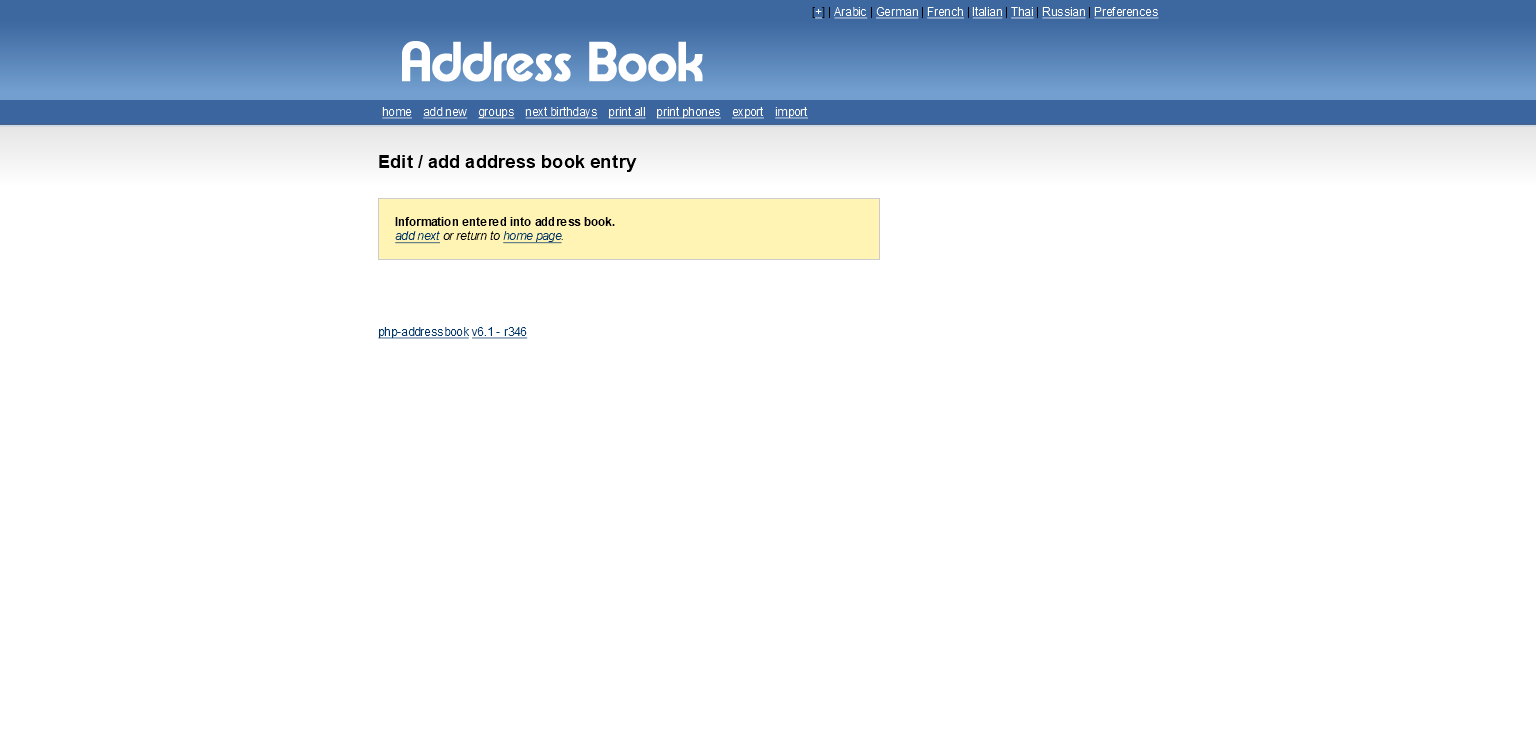 [+] | Arabic | German | French | Italian | Thai | Russian | Preferences
Address Book
home add new groups next birthdays print all print phones export import
Edit / add address book entry
Information entered into address book.
add next or return to home page.
php-addressbook v6.1 - r346